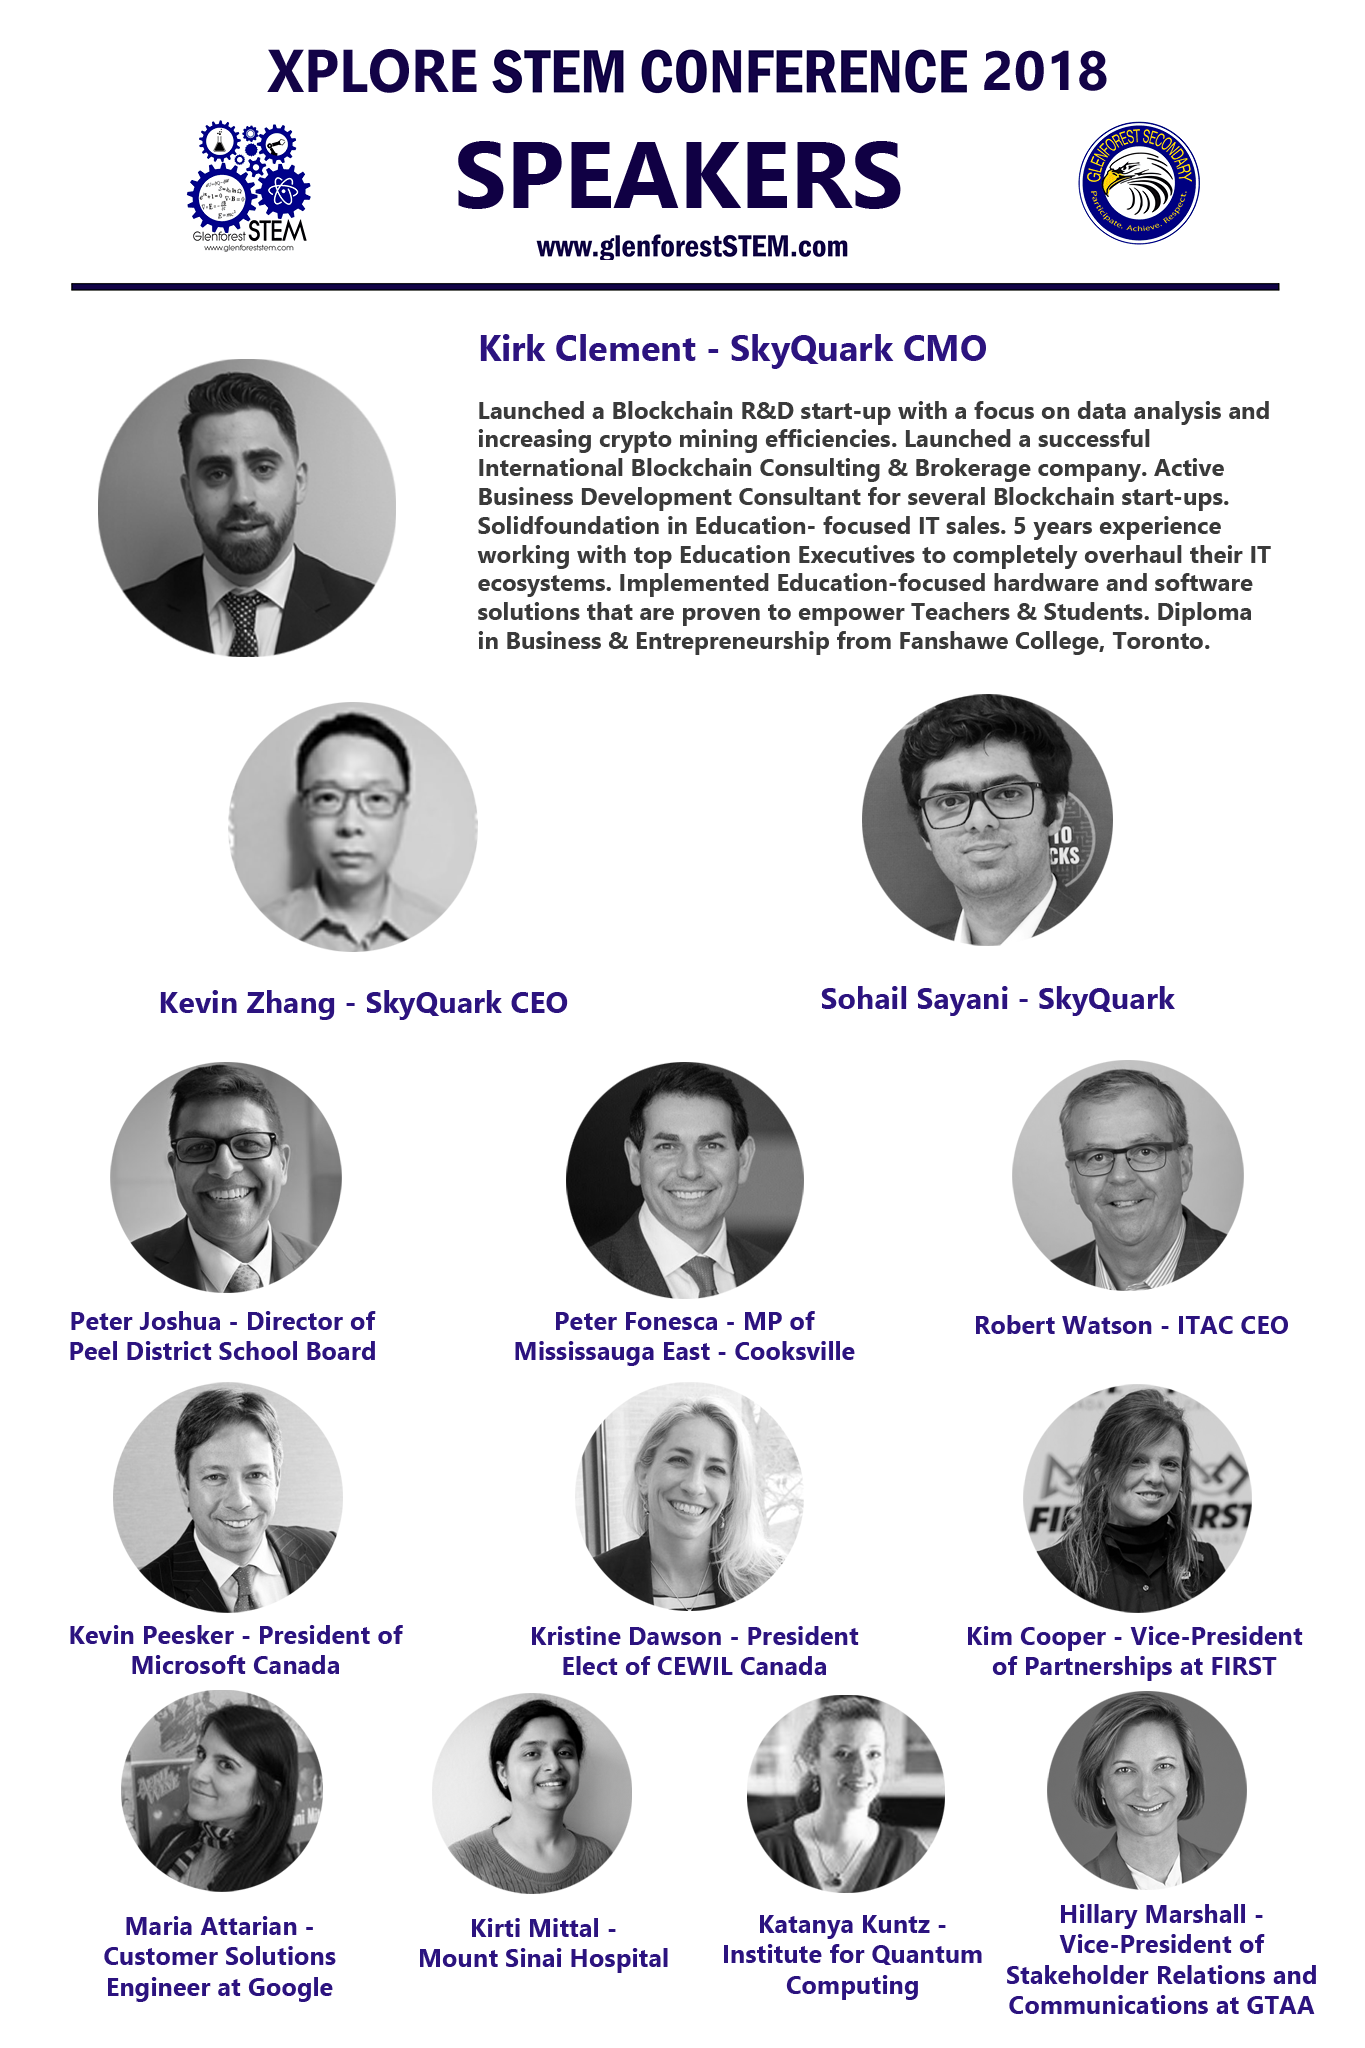 XPLORE STEM CONFERENCE 2018
SPEAKERS
Glenforest STEM
www.glenforeststem.com
GLENFOREST SECONDARY
Participate. Achieve. Respect.
www.glenforestSTEM.com
Kirk Clement - SkyQuark CMO
Launched a Blockchain R&D start-up with a focus on data analysis and
increasing crypto mining efficiencies. Launched a successful
International Blockchain Consulting & Brokerage company. Active
Business Development Consultant for several Blockchain start-ups.
Solidfoundation in Education- focused IT sales. 5 years experience
working with top Education Executives to completely overhaul their IT
ecosystems. Implemented Education-focused hardware and software
solutions that are proven to empower Teachers & Students. Diploma
in Business & Entrepreneurship from Fanshawe College, Toronto.
TO
CKS
Kevin Zhang - SkyQuark CEO
Sohail Sayani - SkyQuark
Peter Joshua - Director of
Peel District School Board
Peter Fonesca - MP of
Mississauga East - Cooksville
Robert Watson - ITAC CEO
FI
IRST
Kevin Peesker - President of
Microsoft Canada
Kristine Dawson - President
Elect of CEWIL Canada
Kim Cooper - Vice-President
of Partnerships at FIRST
Maria Attarian -
Customer Solutions
Engineer at Google
Kirti Mittal -
Mount Sinai Hospital
Katanya Kuntz -
Institute for Quantum
Computing
Hillary Marshall -
Vice-President of
Stakeholder Relations and
Communications at GTAA